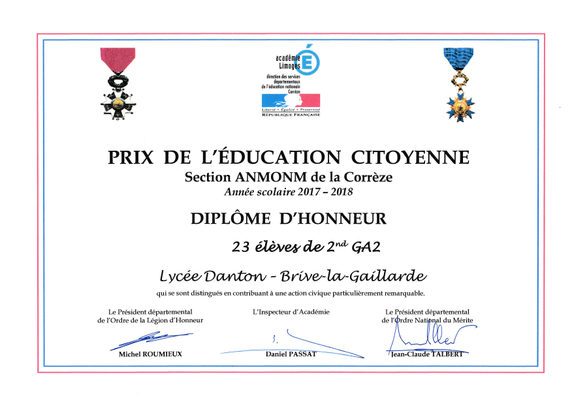 académie
Limoges
direction des services
départementaux
de l'éducation nationale
Corrèze
Liberté • Égalité • Fraternité
RÉPUBLIQUE FRANÇAISE
PRIX DE L'ÉDUCATION CITOYENNE
Section ANMONM de la Corrèze
Année scolaire 2017 – 2018
DIPLÔME D'HONNEUR
23 élèves de 2nd GA2
Lycée Danton – Brive-la-Gaillarde
qui se sont distingués en contribuant à une action civique particulièrement remarquable.
Le Président départemental
de l'Ordre de la Légion d'Honneur
Michel ROUMIEUX
L'Inspecteur d'Académie
Daniel PASSAT
Le Président départemental
de l'Ordre National du Mérite
Jean-Claude TALBERT